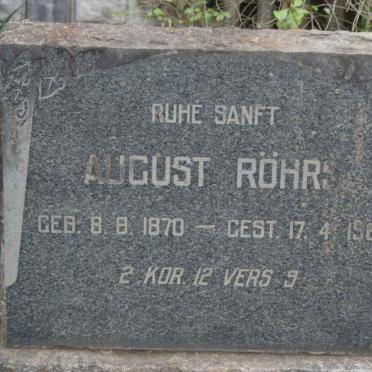 RUHE SANFT
AUGUST RÖHRS
GEB. 8. 8. 1870 — GEST. 17. 4.
2. KOR. 12 VERS 9